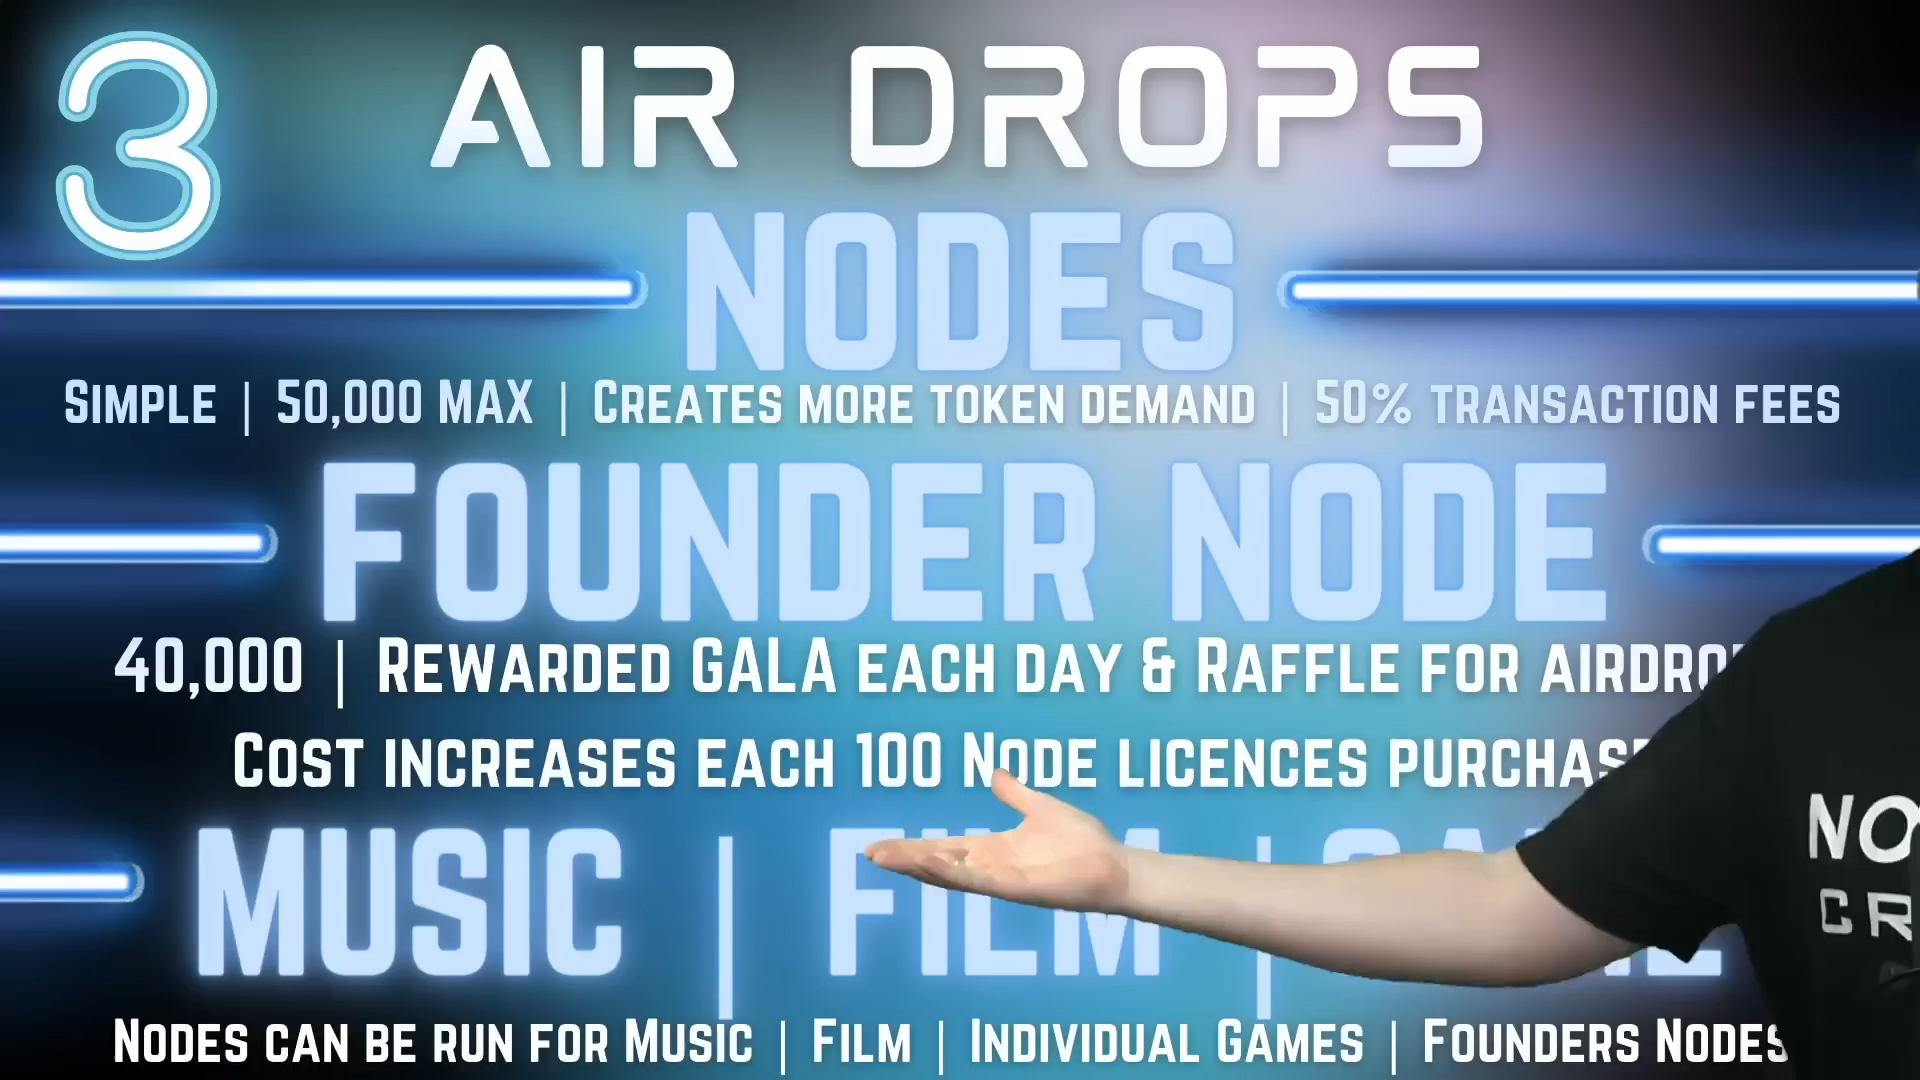 3
AIR DROPS
NODES
SIMPLE | 50,000 MAX | CREATES MORE TOKEN DEMAND | 50% TRANSACTION FEES
FOUNDER NODE
40,000 | REWARDED GALA EACH DAY & RAFFLE FOR
COST INCREASES EACH 100 NODE LICENCES
MUSIC | FILM |
NODES CAN BE RUN FOR MUSIC | FILM | INDIVIDUAL GAMES | FOUNDERS NODES
NO
CR